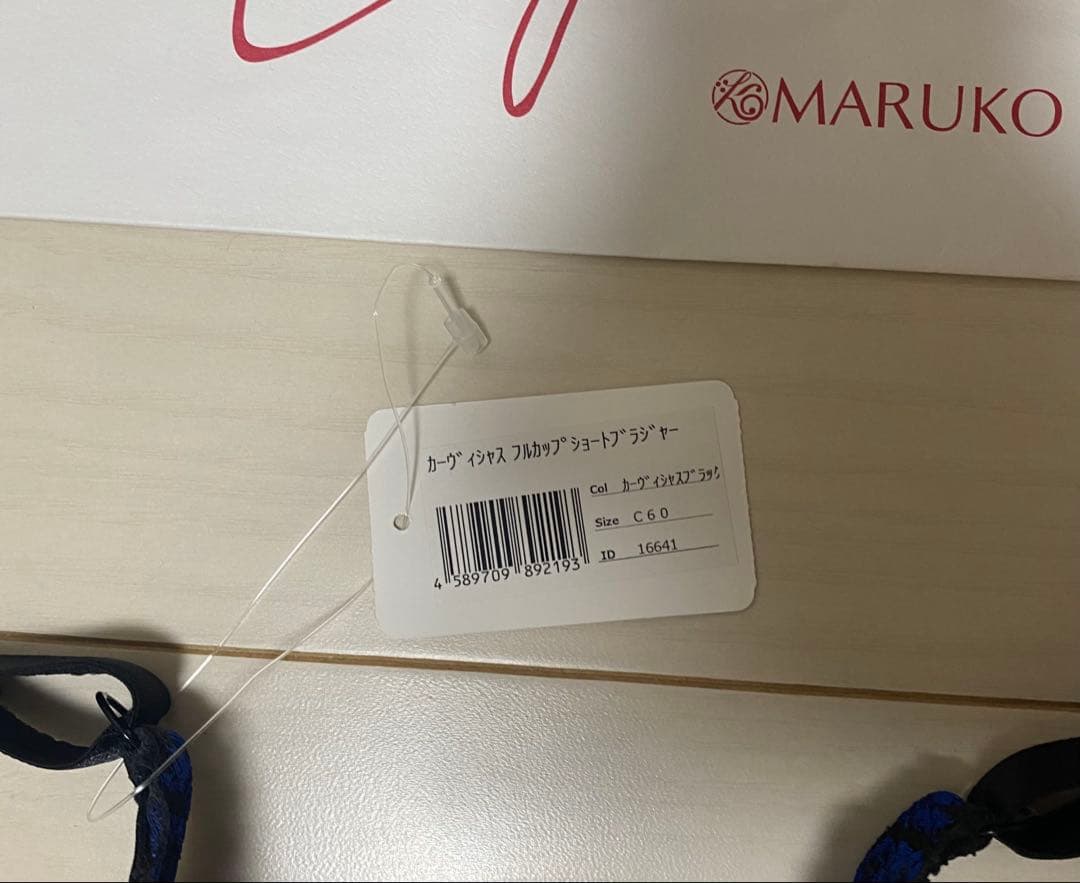 MARUKO
ｶｰｳﾞｨｼｬｽ ﾌﾙｶｯﾌﾟｼｮｰﾄﾌﾞﾗｼﾞｬｰ
Col ｶｰｳﾞｨｼｬｽﾌﾞﾗｯｸ
Size C60
ID 16641
4 589709 892193